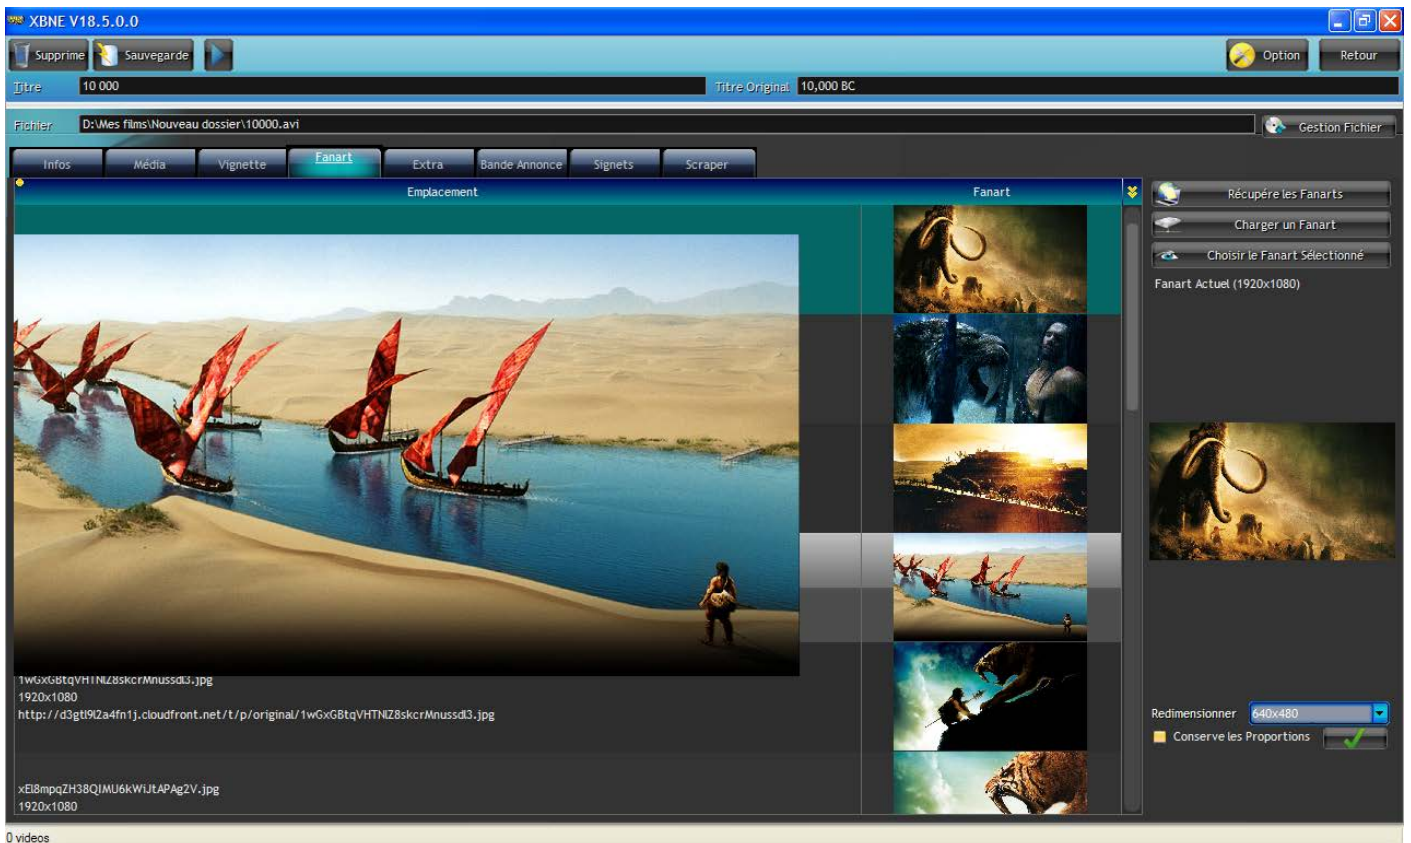 XBNE V18.5.0.0
Supprime Sauvegarde Option Retour
Titre 10 000 Titre Original 10,000 BC
Fichier D:\Mes films\Nouveau dossier\10000.avi Gestion Fichier
Infos Média Vignette Fanart Extra Bande Annonce Signets Scraper
Emplacement Fanart
Récupére les Fanarts
Charger un Fanart
Choisir le Fanart Sélectionné
Fanart Actuel (1920x1080)
1wGxGBtqVHTNlZ8skcrMnussdl3.jpg
1920x1080
http://d3gtl9l2a4fn1j.cloudfront.net/t/p/original/1wGxGBtqVHTNlZ8skcrMnussdl3.jpg
Redimensionner 640x480
Conserve les Proportions
xEl8mpqZH38QIMU6kWiJtAPAg2V.jpg
1920x1080
0 videos